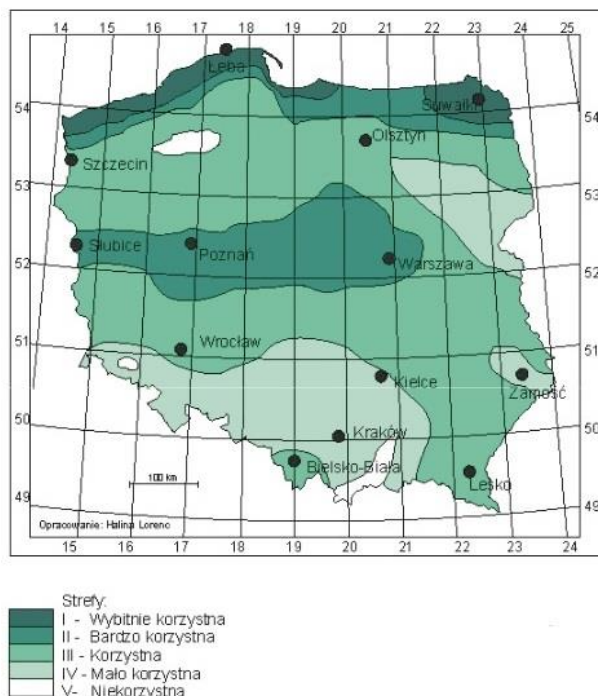 14 15 16 17 18 19 20 21 22 23 24 25
Łeba
54
Suwałki
54
Olsztyn
Szczecin
53
53
Słubice
Poznań
Warszawa
52
52
Wrocław
51
51
Kielce
Zamość
50
Kraków
50
Bielsko-Biała
Lesko
100 km
49
49
Opracowanie: Halina Lorenc
15 16 17 18 19 20 21 22 23 24
Strefy:
I - Wybitnie korzystna
II - Bardzo korzystna
III - Korzystna
IV - Mało korzystna
V- Niekorzystna